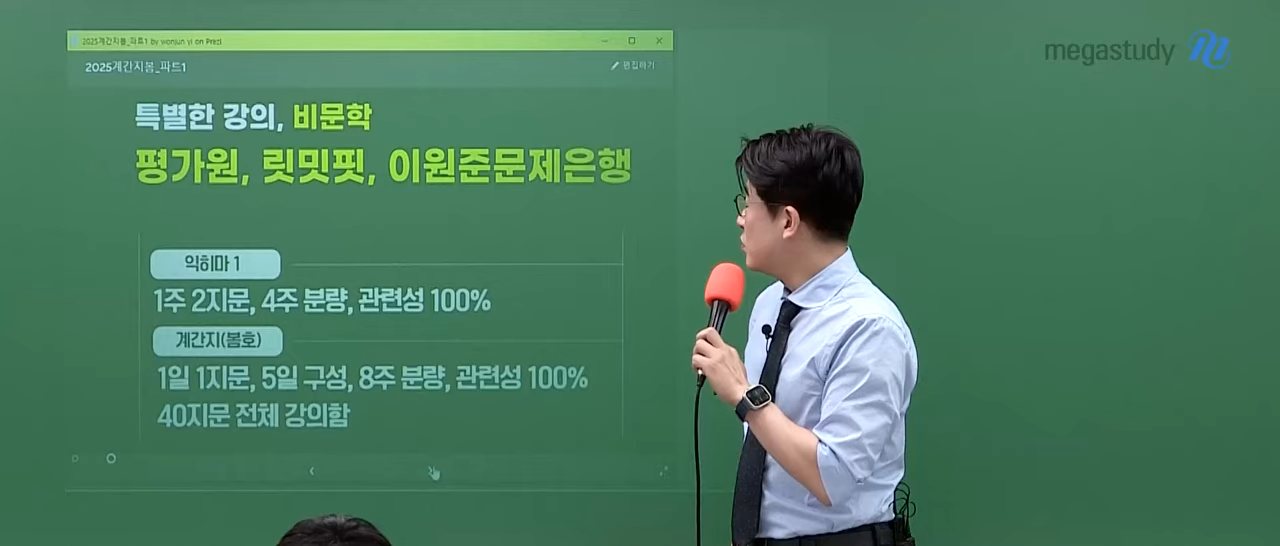 2025계간지봄_파트1 by wonjun yi on Prezi
2025계간지봄_파트1
편집하기
megastudy
특별한 강의, 비문학
평가원, 릿밋핏, 이원준문제은행
익히마 1
1주 2지문, 4주 분량, 관련성 100%
계간지(봄호)
1일 1지문, 5일 구성, 8주 분량, 관련성 100%
40지문 전체 강의함